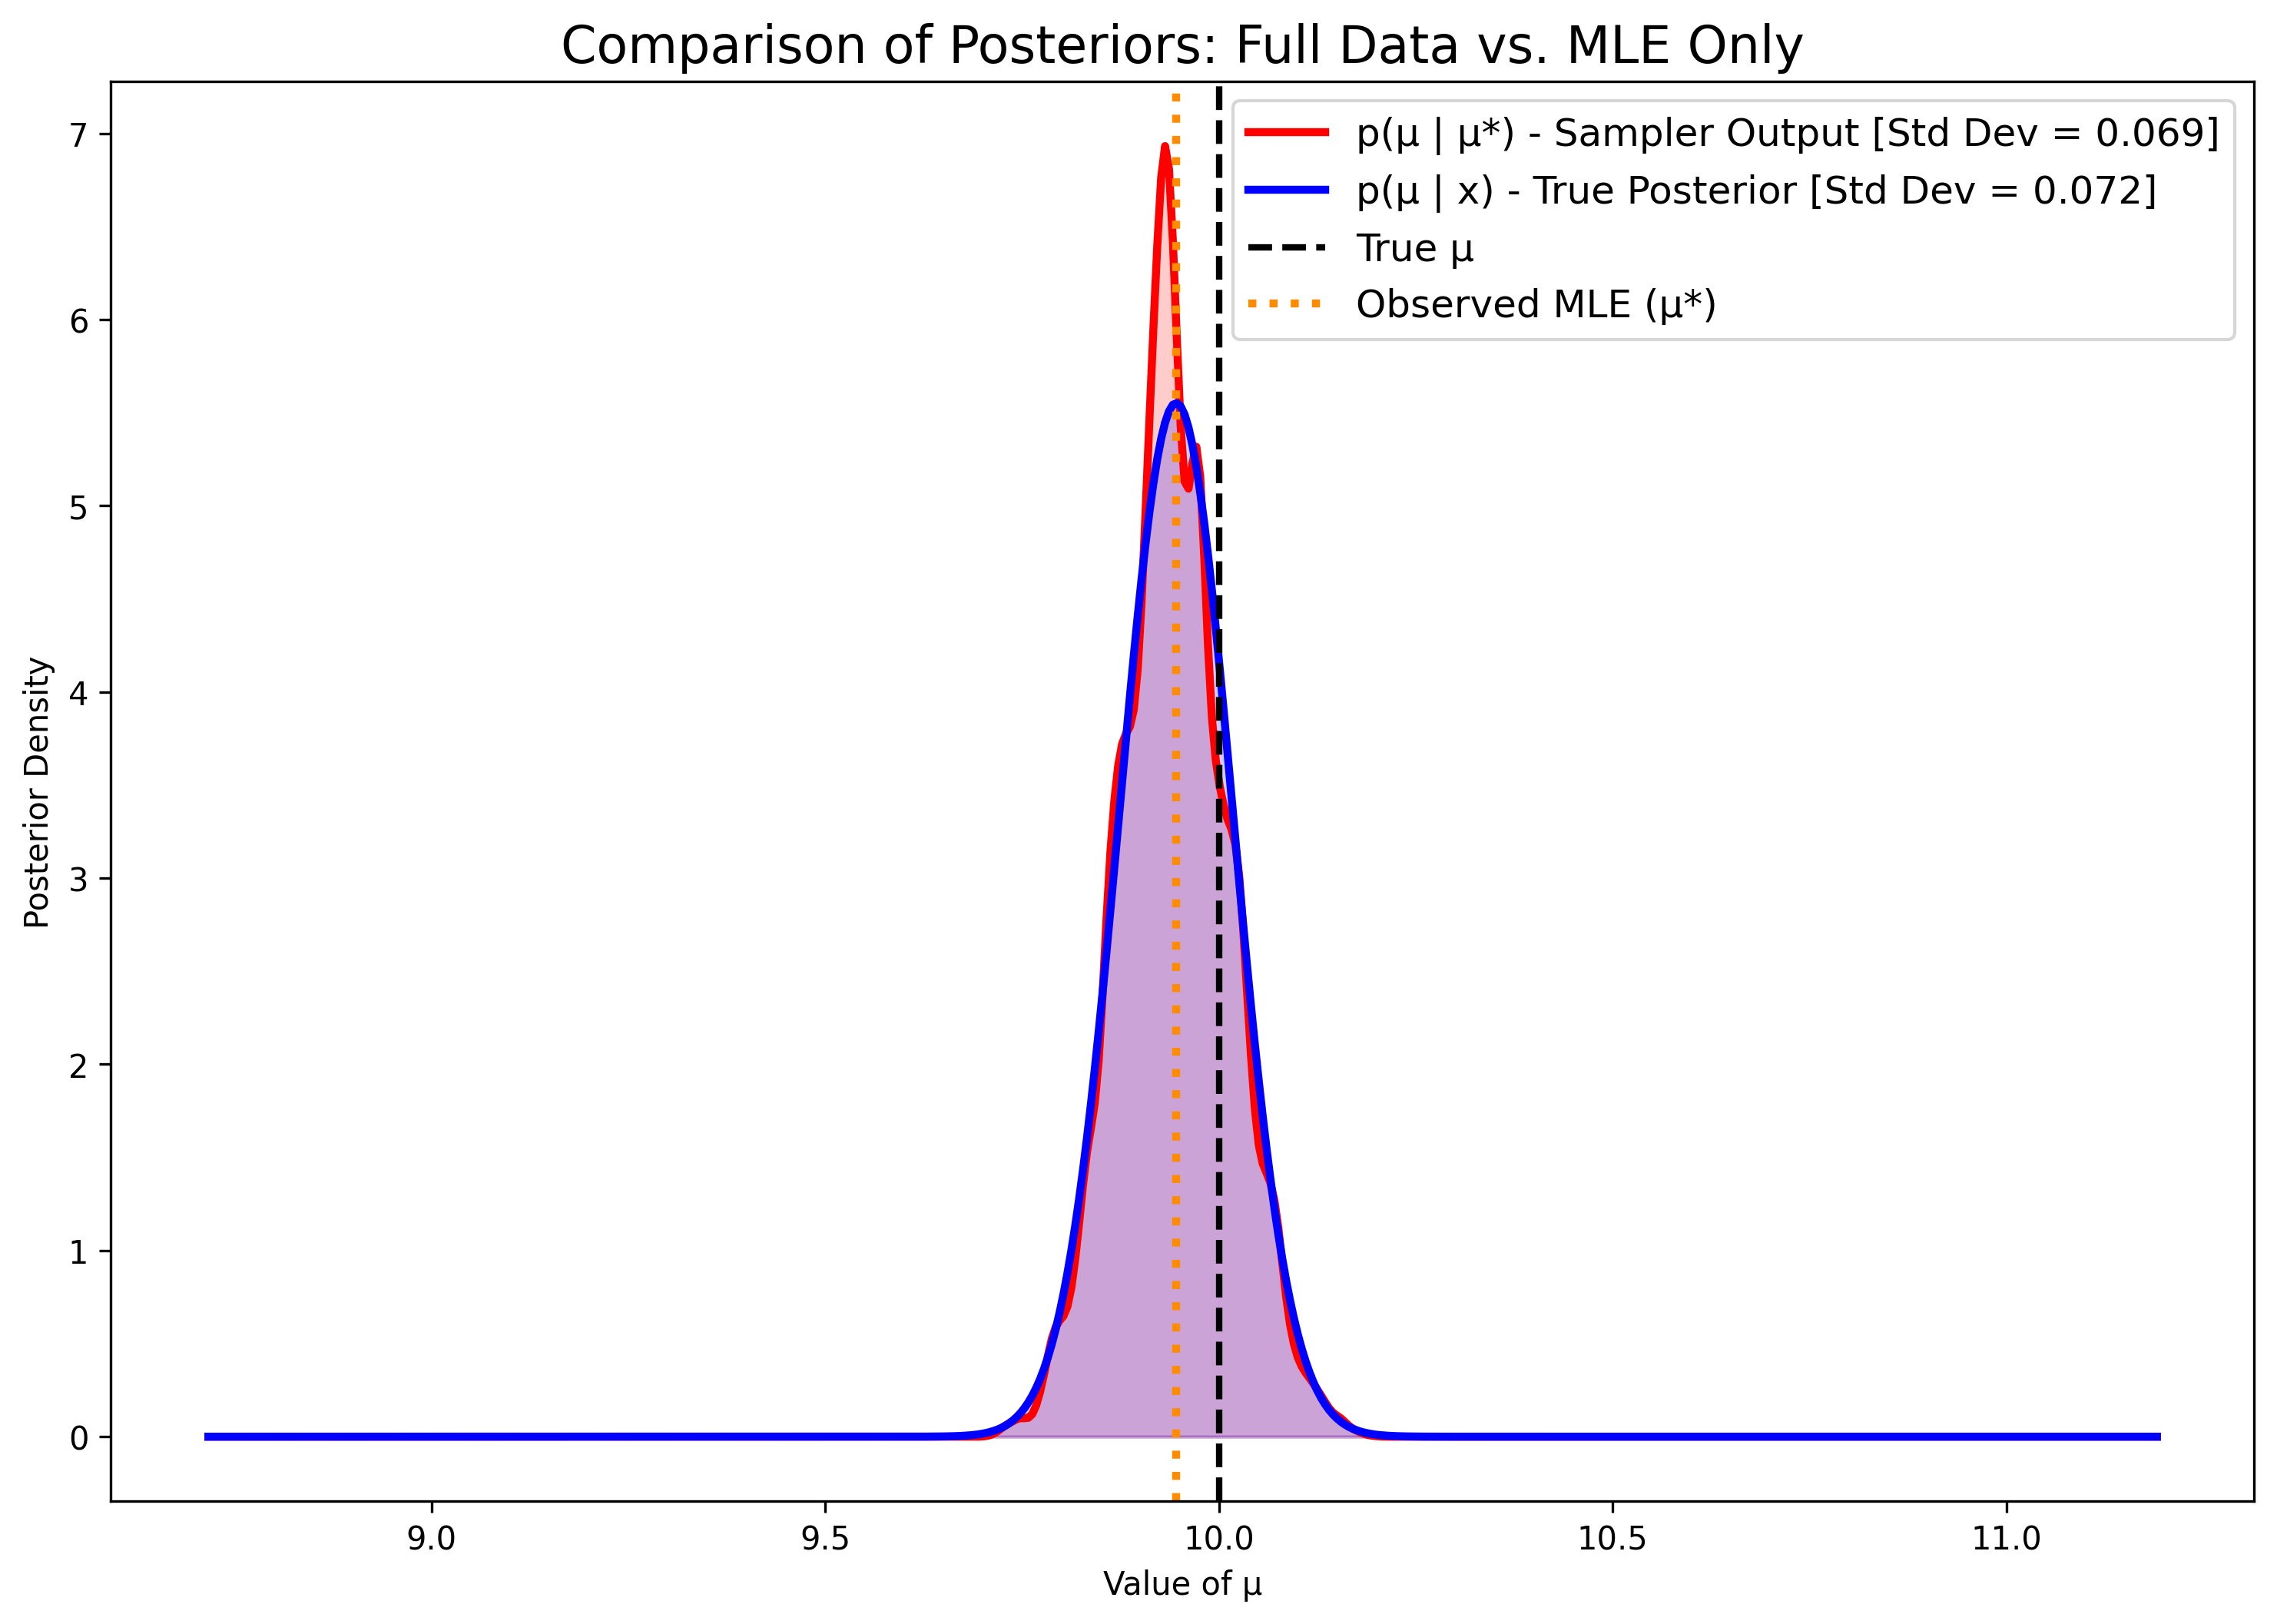 Comparison of Posteriors: Full Data vs. MLE Only
p(μ | μ*) - Sampler Output [Std Dev = 0.069]
p(μ | x) - True Posterior [Std Dev = 0.072]
True μ
Observed MLE (μ*)
Posterior Density
7
6
5
4
3
2
1
0
9.0
9.5
10.0
10.5
11.0
Value of μ